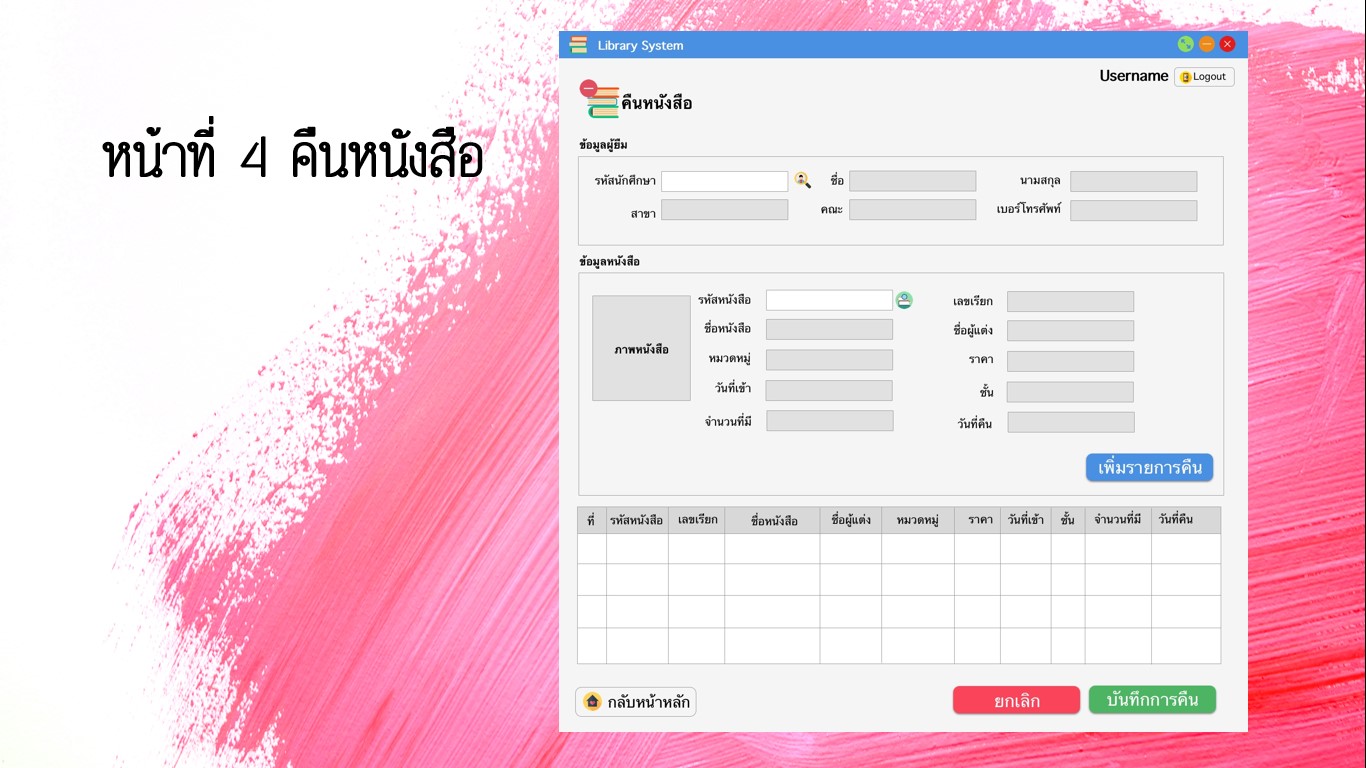 หน้าที่ 4 คืนหนังสือ
Library System
Username Logout
คืนหนังสือ
ข้อมูลผู้ยืม
รหัสนักศึกษา ชื่อ นามสกุล
สาขา คณะ เบอร์โทรศัพท์
ข้อมูลหนังสือ
ภาพหนังสือ
รหัสหนังสือ เลขเรียก
ชื่อหนังสือ ชื่อผู้แต่ง
หมวดหมู่ ราคา
วันที่เข้า ชั้น
จำนวนที่มี วันที่คืน
เพิ่มรายการคืน
ที่ รหัสหนังสือ เลขเรียก ชื่อหนังสือ ชื่อผู้แต่ง หมวดหมู่ ราคา วันที่เข้า ชั้น จำนวนที่มี วันที่คืน
กลับหน้าหลัก ยกเลิก บันทึกการคืน